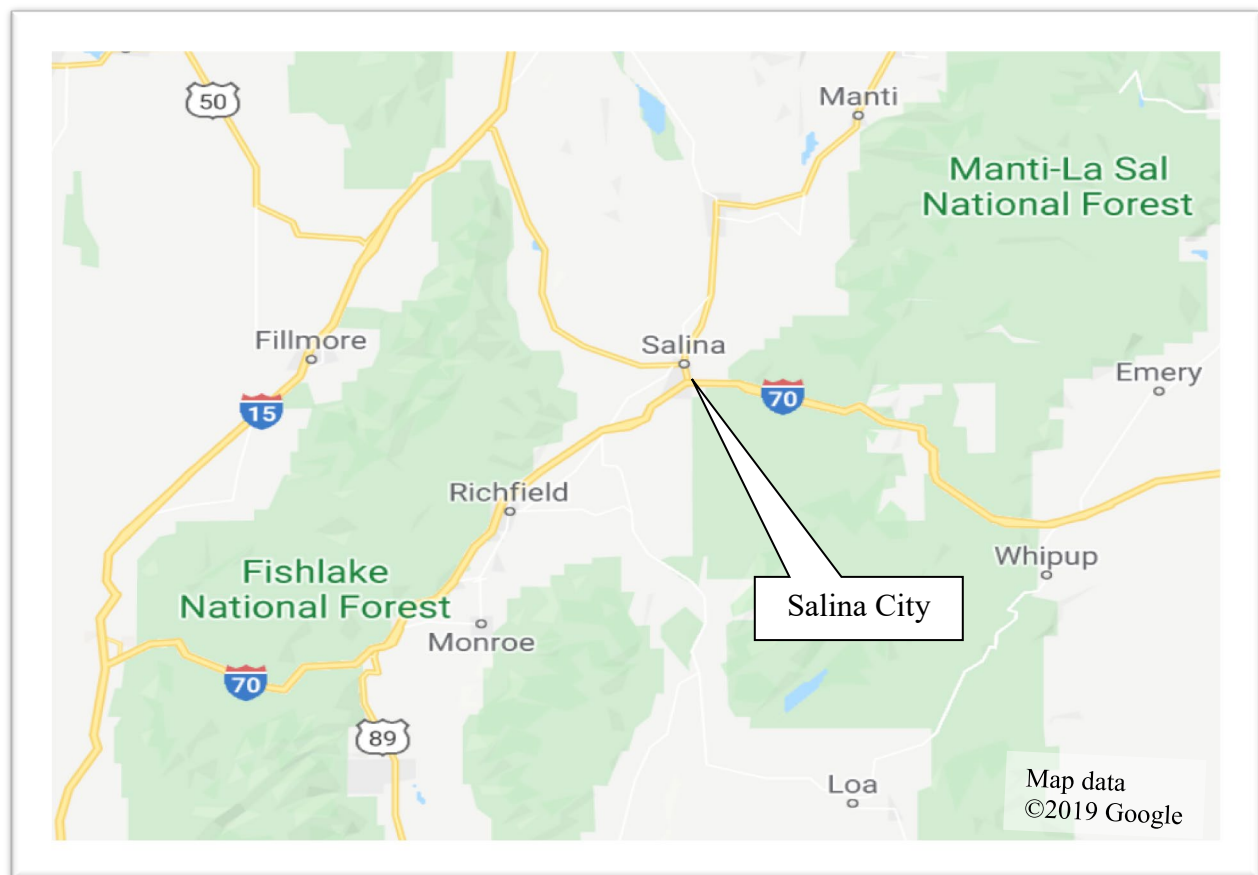 50
Manti
Manti-La Sal
National Forest
Fillmore
Salina
Emery
15
70
Richfield
Whipup
Fishlake
National Forest
Salina City
Monroe
70
89
Loa
Map data
©2019 Google